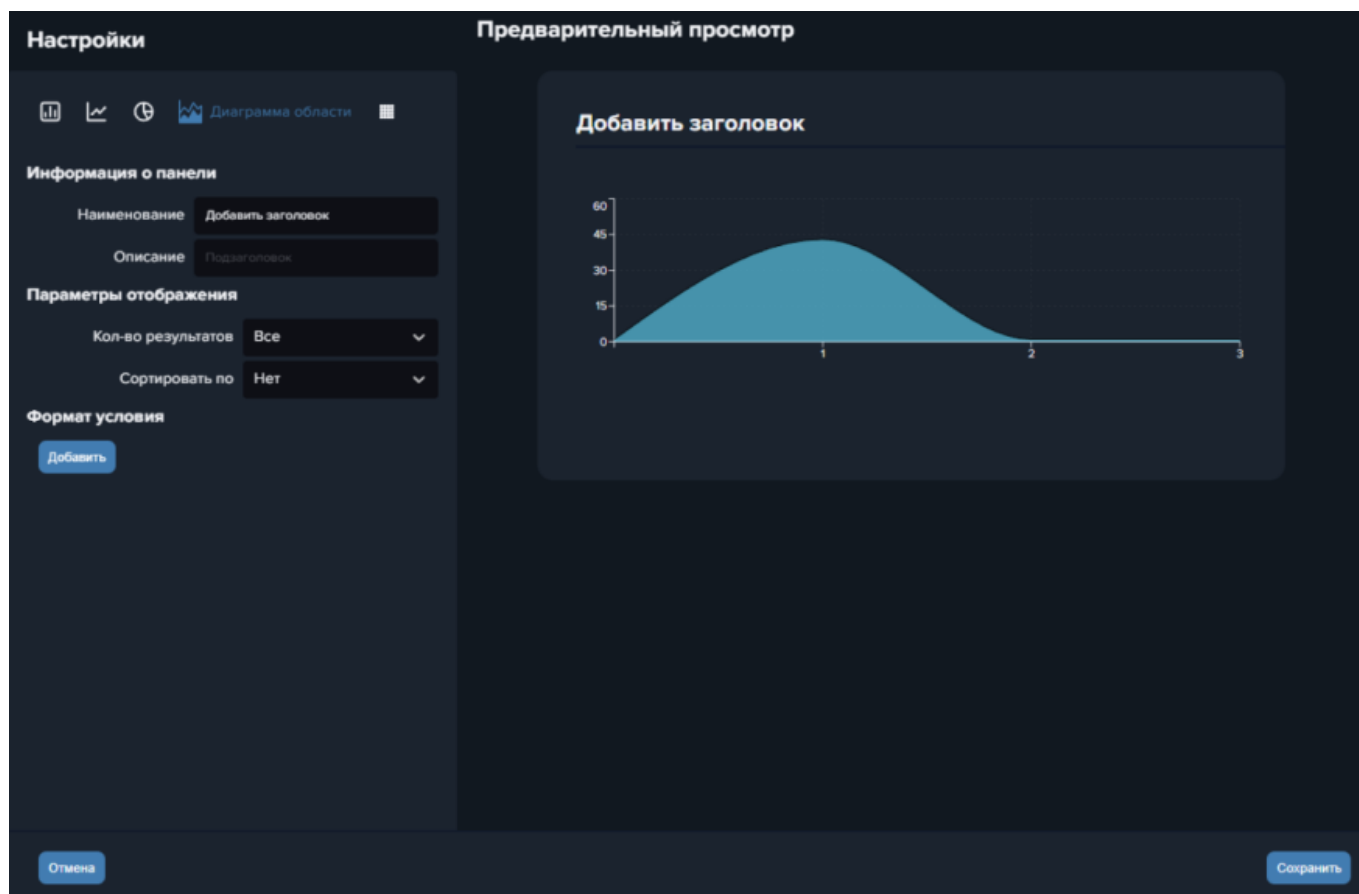 Настройки
Предварительный просмотр
Диаграмма области
Информация о панели
Наименование Добавить заголовок
Описание Подзаголовок
Параметры отображения
Кол-во результатов Все
Сортировать по Нет
Формат условия
Добавить
Добавить заголовок
60
45
30
15
0
1 2 3
Отмена
Сохранить